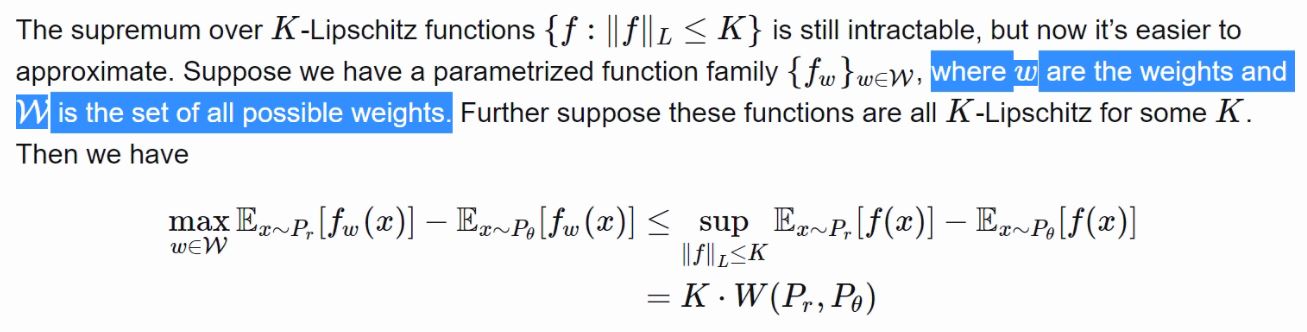 The supremum over K-Lipschitz functions {f : ∥f∥_L ≤ K} is still intractable, but now it’s easier to
approximate. Suppose we have a parametrized function family {f_w}_{w∈𝒲}, where w are the weights and
𝒲 is the set of all possible weights. Further suppose these functions are all K-Lipschitz for some K.
Then we have
max_{w∈𝒲} 𝔼_{x∼P_r}[f_w(x)] − 𝔼_{x∼P_θ}[f_w(x)] ≤ sup_{∥f∥_L≤K} 𝔼_{x∼P_r}[f(x)] − 𝔼_{x∼P_θ}[f(x)]
= K · W(P_r, P_θ)